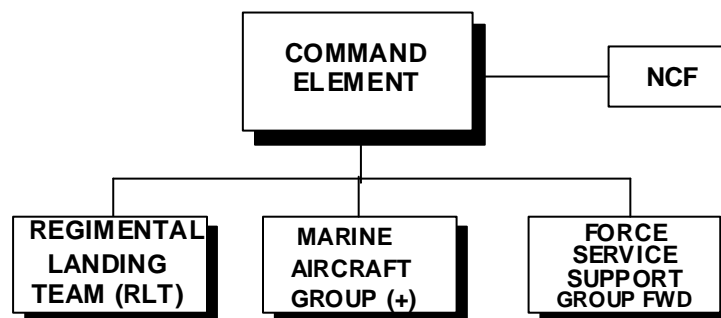 COMMAND
ELEMENT
NCF
REGIMENTAL
LANDING
TEAM (RLT)
MARINE
AIRCRAFT
GROUP (+)
FORCE
SERVICE
SUPPORT
GROUP FWD